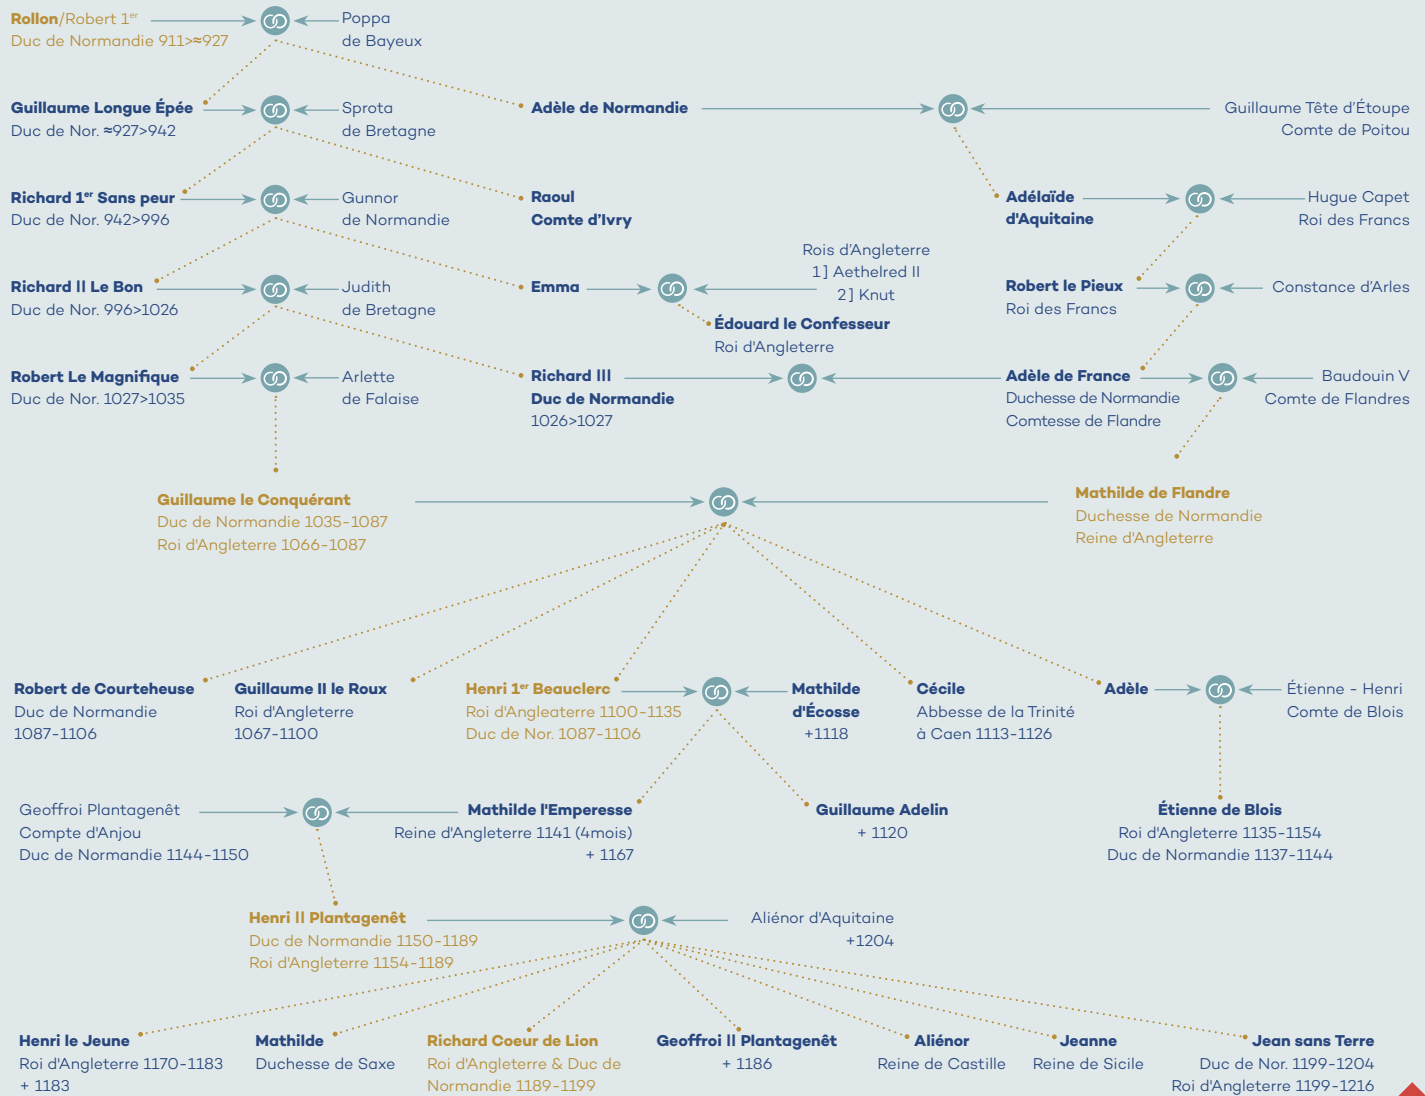 Rollon/Robert 1er
Duc de Normandie 911>≈927
Poppa
de Bayeux
Guillaume Longue Épée
Duc de Nor. ≈927>942
Sprota
de Bretagne
Adèle de Normandie
Guillaume Tête d'Étoupe
Comte de Poitou
Richard 1er Sans peur
Duc de Nor. 942>996
Gunnor
de Normandie
Raoul
Comte d'Ivry
Adélaïde
d'Aquitaine
Hugue Capet
Roi des Francs
Richard II Le Bon
Duc de Nor. 996>1026
Judith
de Bretagne
Emma
Rois d'Angleterre
1] Aethelred II
2] Knut
Édouard le Confesseur
Roi d'Angleterre
Robert le Pieux
Roi des Francs
Constance d'Arles
Robert Le Magnifique
Duc de Nor. 1027>1035
Arlette
de Falaise
Richard III
Duc de Normandie
1026>1027
Adèle de France
Duchesse de Normandie
Comtesse de Flandre
Baudouin V
Comte de Flandres
Guillaume le Conquérant
Duc de Normandie 1035-1087
Roi d'Angleterre 1066-1087
Mathilde de Flandre
Duchesse de Normandie
Reine d'Angleterre
Robert de Courteheuse
Duc de Normandie
1087-1106
Guillaume II le Roux
Roi d'Angleterre
1067-1100
Henri 1er Beauclerc
Roi d'Angleaterre 1100-1135
Duc de Nor. 1087-1106
Mathilde
d'Écosse
+1118
Cécile
Abbesse de la Trinité
à Caen 1113-1126
Adèle
Étienne - Henri
Comte de Blois
Geoffroi Plantagenêt
Compte d'Anjou
Duc de Normandie 1144-1150
Mathilde l'Emperesse
Reine d'Angleterre 1141 (4mois)
+ 1167
Guillaume Adelin
+ 1120
Étienne de Blois
Roi d'Angleterre 1135-1154
Duc de Normandie 1137-1144
Henri II Plantagenêt
Duc de Normandie 1150-1189
Roi d'Angleterre 1154-1189
Aliénor d'Aquitaine
+1204
Henri le Jeune
Roi d'Angleterre 1170-1183
+ 1183
Mathilde
Duchesse de Saxe
Richard Coeur de Lion
Roi d'Angleterre & Duc de
Normandie 1189-1199
Geoffroi II Plantagenêt
+ 1186
Aliénor
Reine de Castille
Jeanne
Reine de Sicile
Jean sans Terre
Duc de Nor. 1199-1204
Roi d'Angleterre 1199-1216